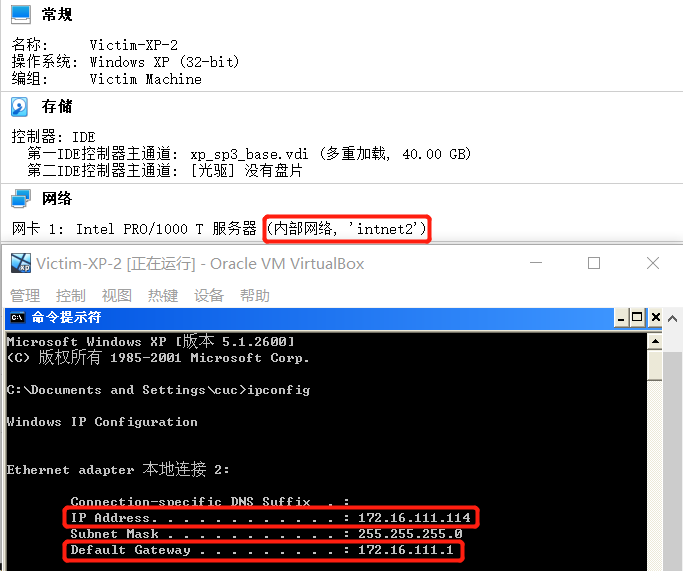 常规
名称: Victim-XP-2
操作系统: Windows XP (32-bit)
编组: Victim Machine
存储
控制器: IDE
第一IDE控制器主通道: xp_sp3_base.vdi (多重加载, 40.00 GB)
第二IDE控制器主通道: [光驱] 没有盘片
网络
网卡 1: Intel PRO/1000 T 服务器 (内部网络, 'intnet2')
Victim-XP-2 [正在运行] - Oracle VM VirtualBox
管理 控制 视图 热键 设备 帮助
命令提示符
Microsoft Windows XP [版本 5.1.2600]
(C) 版权所有 1985-2001 Microsoft Corp.
C:\Documents and Settings\cuc>ipconfig
Windows IP Configuration
Ethernet adapter 本地连接 2:
Connection-specific DNS Suffix . :
IP Address. . . . . . . . . . . . : 172.16.111.114
Subnet Mask . . . . . . . . . . . : 255.255.255.0
Default Gateway . . . . . . . . . : 172.16.111.1